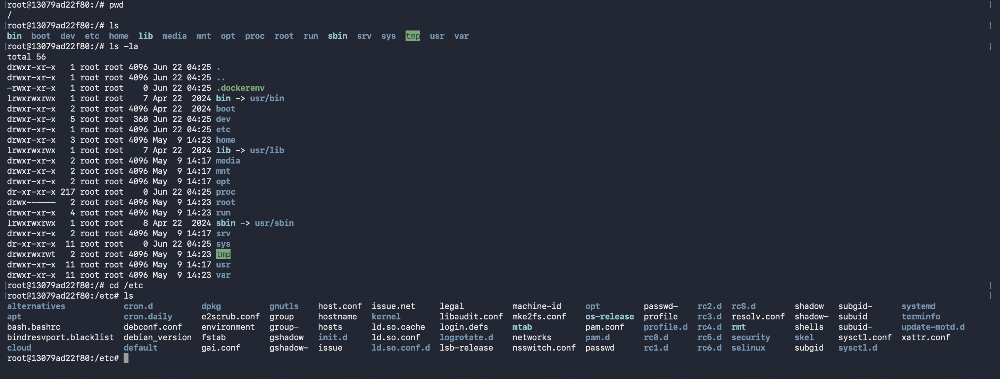 [root@13079ad22f80:/# pwd ]
/
[root@13079ad22f80:/# ls ]
bin  boot  dev  etc  home  lib  media  mnt  opt  proc  root  run  sbin  srv  sys  tmp  usr  var
[root@13079ad22f80:/# ls -la ]
total 56
drwxr-xr-x   1 root root 4096 Jun 22 04:25 .
drwxr-xr-x   1 root root 4096 Jun 22 04:25 ..
-rwxr-xr-x   1 root root    0 Jun 22 04:25 .dockerenv
lrwxrwxrwx   1 root root    7 Apr 22  2024 bin -> usr/bin
drwxr-xr-x   2 root root 4096 Apr 22  2024 boot
drwxr-xr-x   5 root root  360 Jun 22 04:25 dev
drwxr-xr-x   1 root root 4096 Jun 22 04:25 etc
drwxr-xr-x   3 root root 4096 May  9 14:23 home
lrwxrwxrwx   1 root root    7 Apr 22  2024 lib -> usr/lib
drwxr-xr-x   2 root root 4096 May  9 14:17 media
drwxr-xr-x   2 root root 4096 May  9 14:17 mnt
drwxr-xr-x   2 root root 4096 May  9 14:17 opt
dr-xr-xr-x 217 root root    0 Jun 22 04:25 proc
drwx------   2 root root 4096 May  9 14:23 root
drwxr-xr-x   4 root root 4096 May  9 14:23 run
lrwxrwxrwx   1 root root    8 Apr 22  2024 sbin -> usr/sbin
drwxr-xr-x   2 root root 4096 May  9 14:17 srv
dr-xr-xr-x  11 root root    0 Jun 22 04:25 sys
drwxrwxrwt   2 root root 4096 May  9 14:23 tmp
drwxr-xr-x  11 root root 4096 May  9 14:17 usr
drwxr-xr-x  11 root root 4096 May  9 14:23 var
[root@13079ad22f80:/# cd /etc ]
[root@13079ad22f80:/etc# ls ]
alternatives  cron.d  dpkg  gnutls  host.conf  issue.net  legal  machine-id  opt  passwd-  rc2.d  rcS.d  shadow  subgid-  systemd
apt  cron.daily  e2scrub.conf  group  hostname  kernel  libaudit.conf  mke2fs.conf  os-release  profile  rc3.d  resolv.conf  shadow-  subuid  terminfo
bash.bashrc  debconf.conf  environment  group-  hosts  ld.so.cache  login.defs  mtab  pam.conf  profile.d  rc4.d  rmt  shells  subuid-  update-motd.d
bindresvport.blacklist  debian_version  fstab  gshadow  init.d  ld.so.conf  logrotate.d  networks  pam.d  rc0.d  rc5.d  security  skel  sysctl.conf  xattr.conf
cloud  default  gai.conf  gshadow-  issue  ld.so.conf.d  lsb-release  nsswitch.conf  passwd  rc1.d  rc6.d  selinux  subgid  sysctl.d
root@13079ad22f80:/etc#